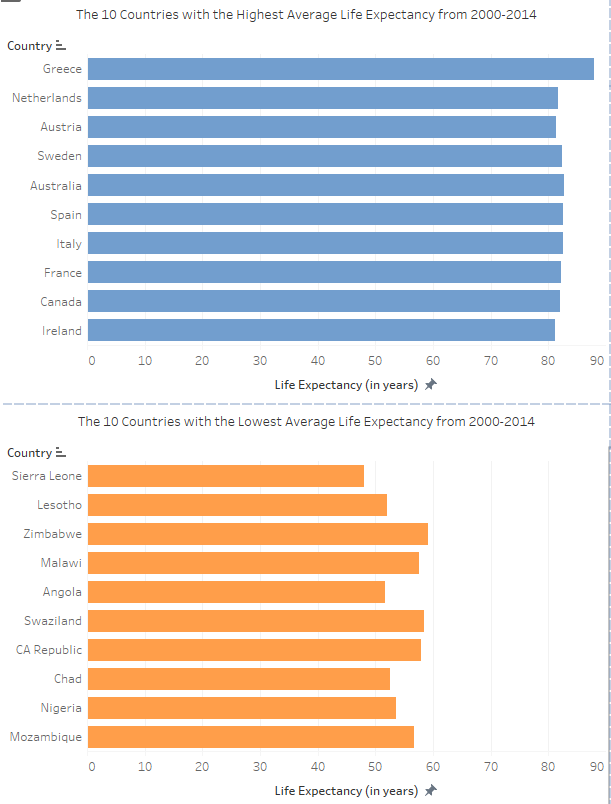 The 10 Countries with the Highest Average Life Expectancy from 2000-2014
Country
Greece
Netherlands
Austria
Sweden
Australia
Spain
Italy
France
Canada
Ireland
0 10 20 30 40 50 60 70 80 90
Life Expectancy (in years)
The 10 Countries with the Lowest Average Life Expectancy from 2000-2014
Country
Sierra Leone
Lesotho
Zimbabwe
Malawi
Angola
Swaziland
CA Republic
Chad
Nigeria
Mozambique
0 10 20 30 40 50 60 70 80 90
Life Expectancy (in years)